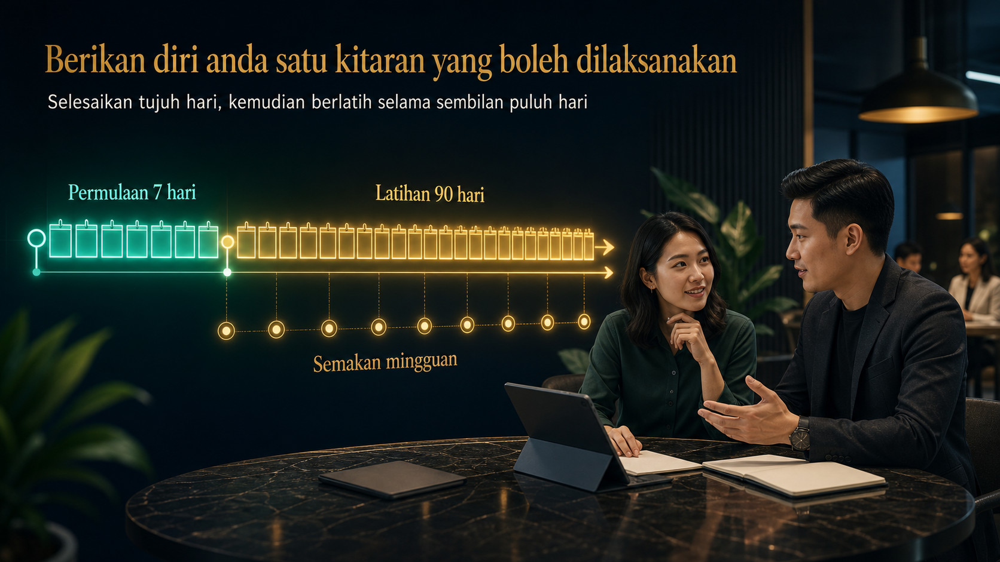 Berikan diri anda satu kitaran yang boleh dilaksanakan
Selesaikan tujuh hari, kemudian berlatih selama sembilan puluh hari
Permulaan 7 hari
Latihan 90 hari
Semakan mingguan